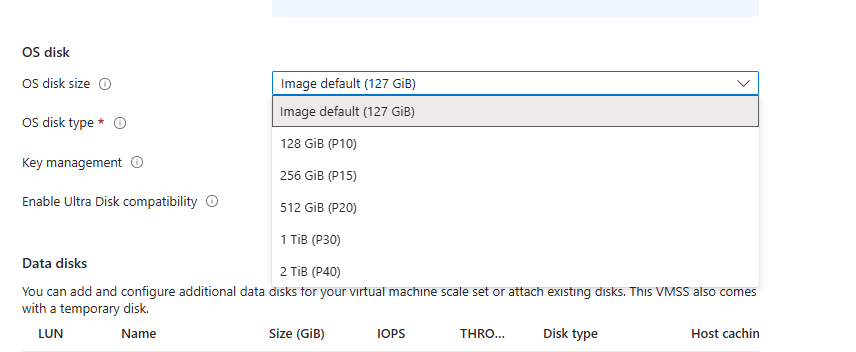 OS disk
OS disk size
Image default (127 GiB)
Image default (127 GiB)
OS disk type *
128 GiB (P10)
Key management
256 GiB (P15)
Enable Ultra Disk compatibility
512 GiB (P20)
1 TiB (P30)
Data disks
2 TiB (P40)
You can add and configure additional data disks for your virtual machine scale set or attach existing disks. This VMSS also comes
with a temporary disk.
LUN Name Size (GiB) IOPS THRO... Disk type Host cachin